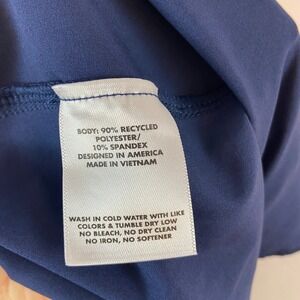 BODY: 90% RECYCLED
POLYESTER/
10% SPANDEX
DESIGNED IN AMERICA
MADE IN VIETNAM
WASH IN COLD WATER WITH LIKE
COLORS & TUMBLE DRY LOW
NO BLEACH, NO DRY CLEAN
NO IRON, NO SOFTENER